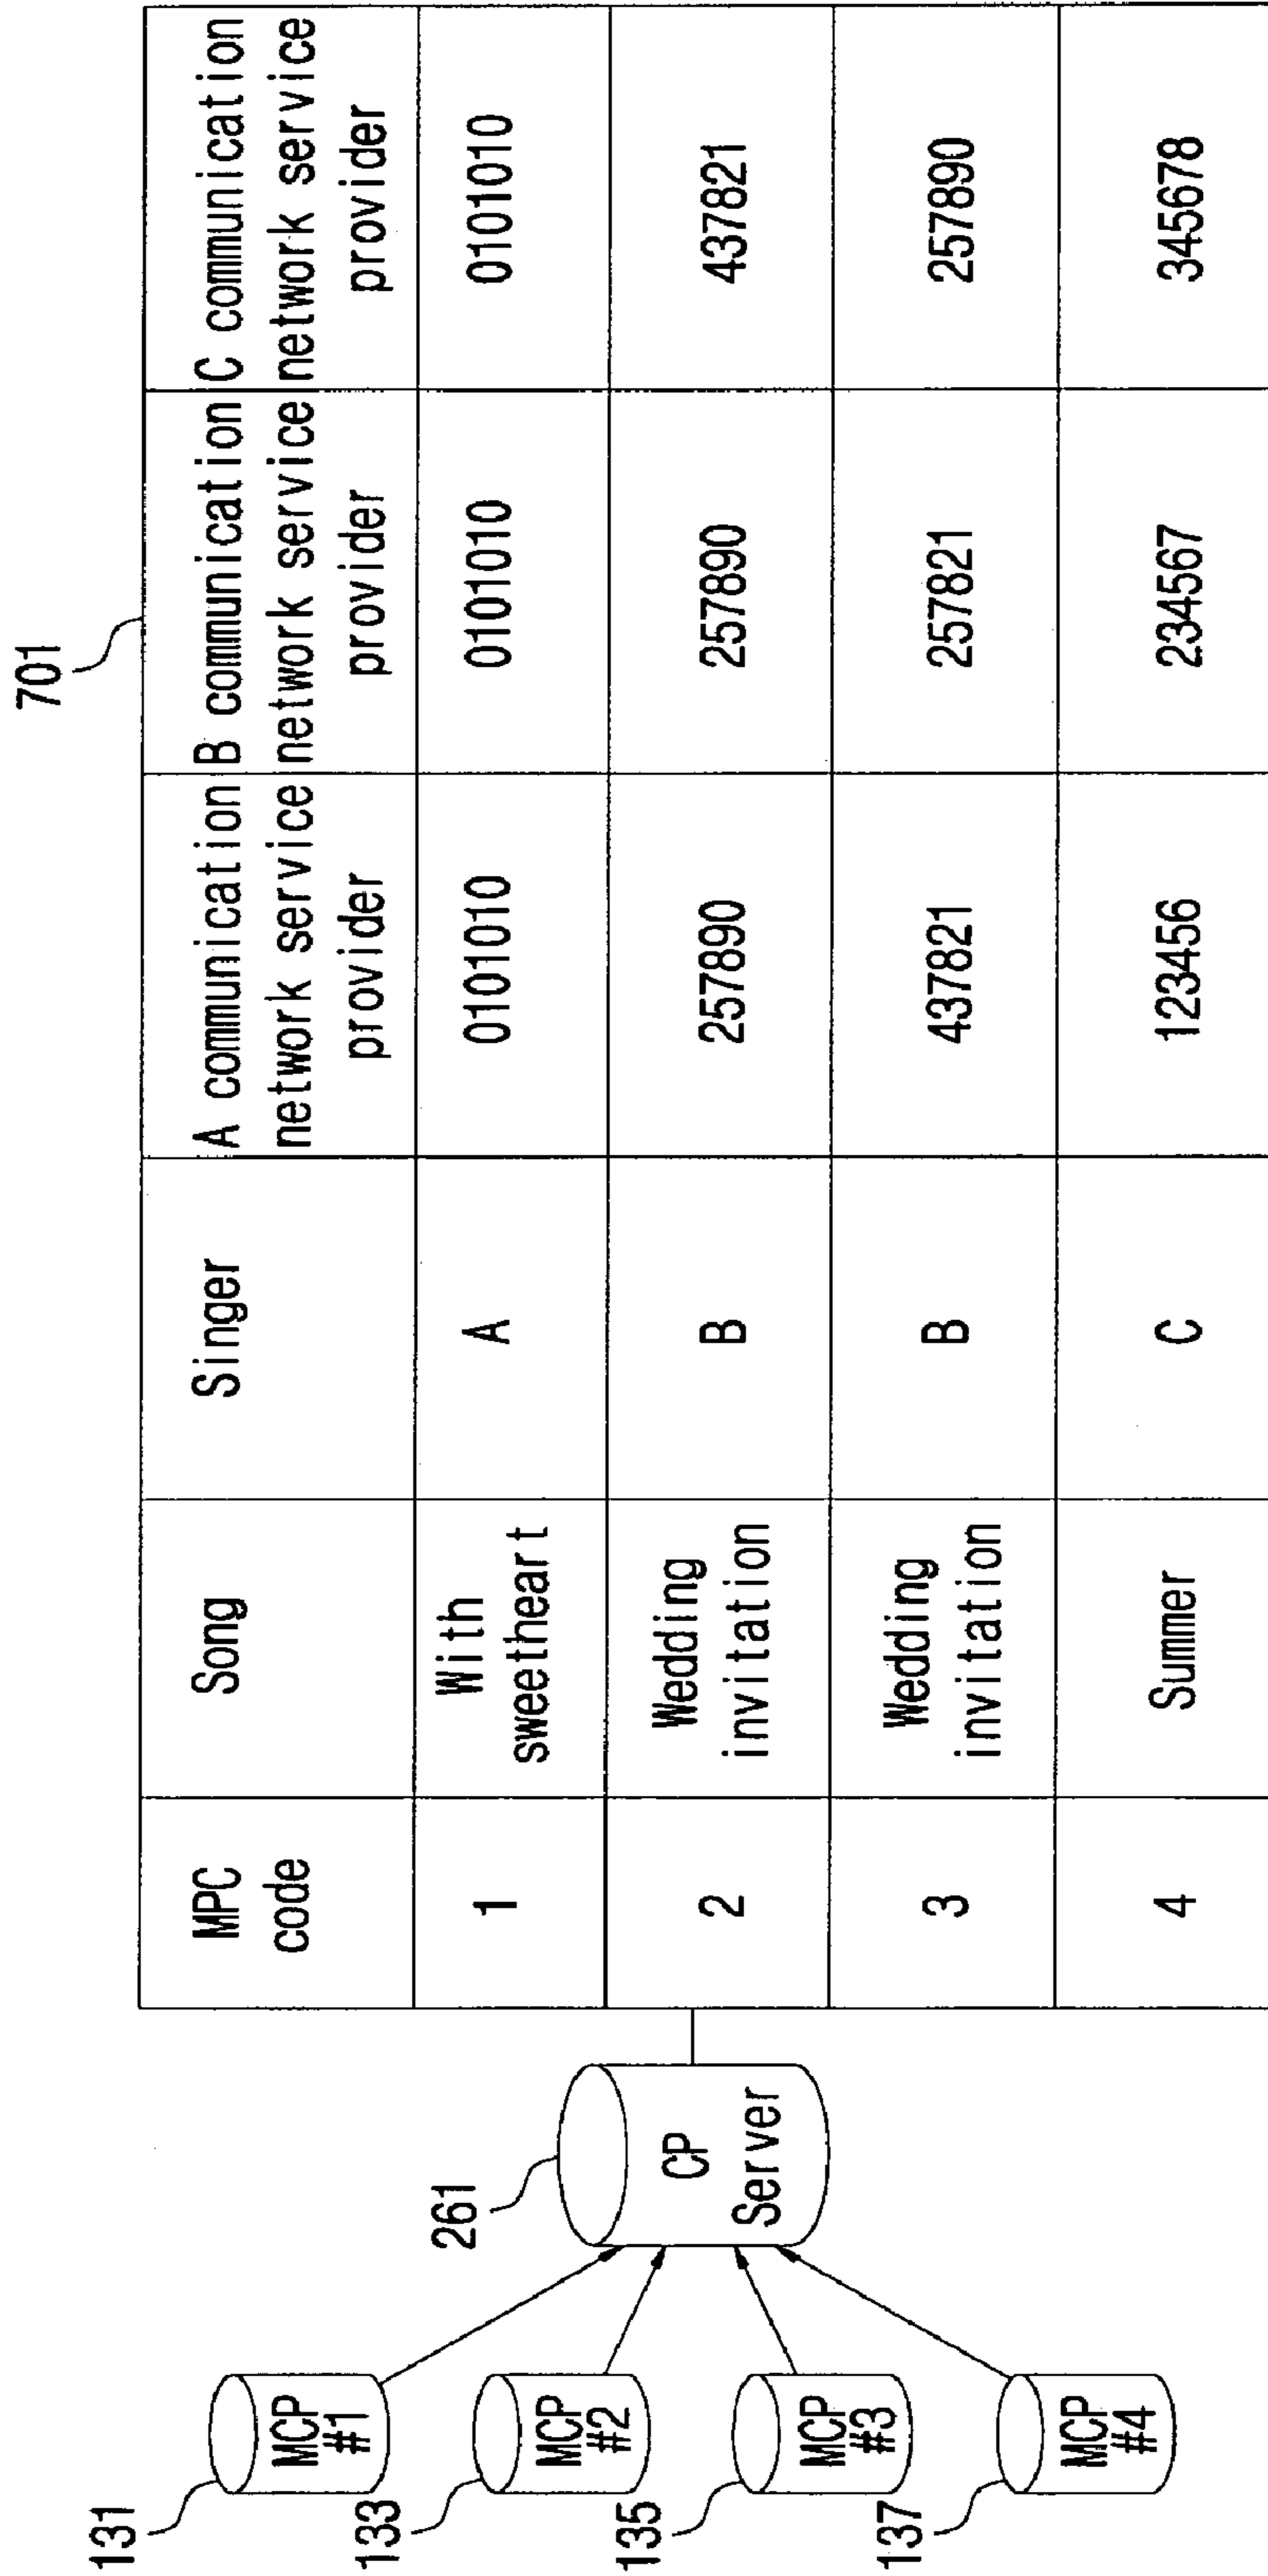 701
131
MCP
#1
133
MCP
#2
135
MCP
#3
137
MCP
#4
261
CP
Server
MPC
code
Song
Singer
A communication
network service
provider
B communication
network service
provider
C communication
network service
provider
1
With
sweetheart
A
0101010
0101010
0101010
2
Wedding
invitation
B
257890
257890
437821
3
Wedding
invitation
B
437821
257821
257890
4
Summer
C
123456
234567
345678